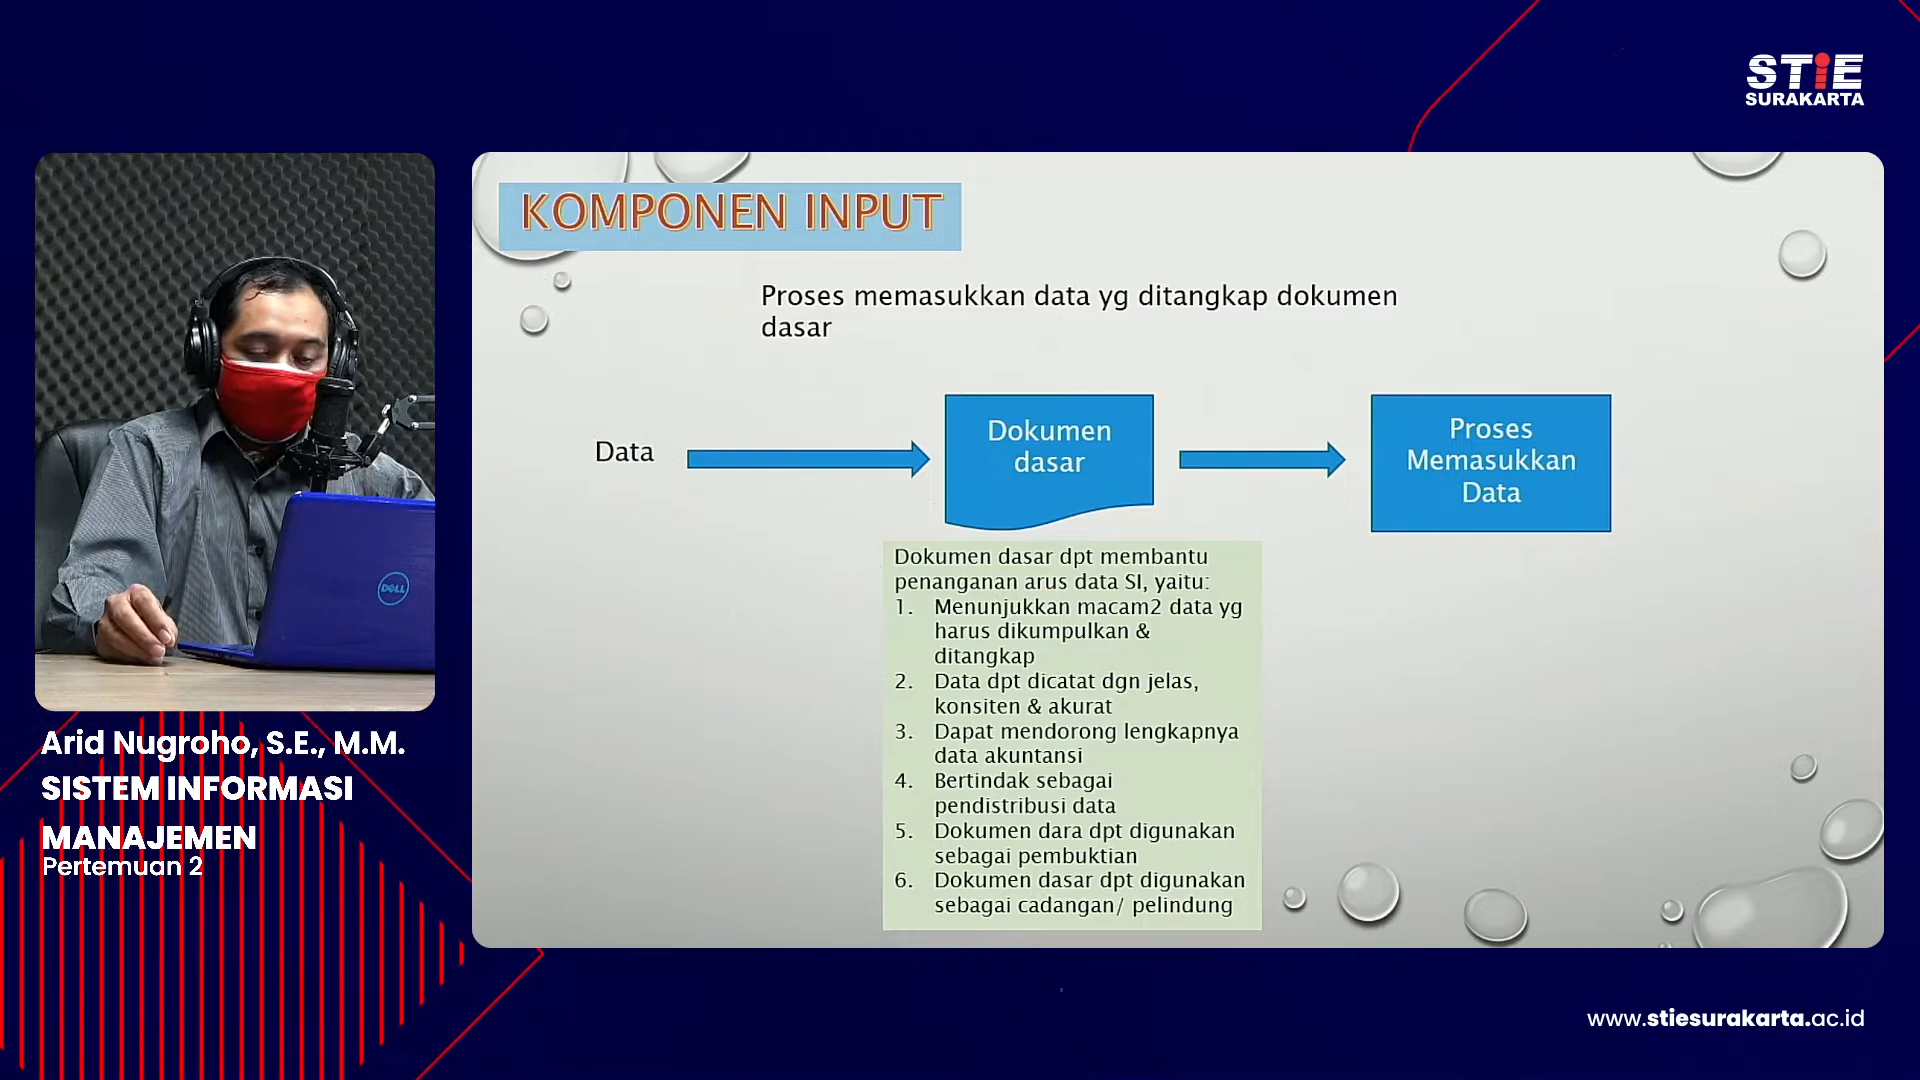 STiE
SURAKARTA
KOMPONEN INPUT
Proses memasukkan data yg ditangkap dokumen
dasar
Data
Dokumen
dasar
Proses
Memasukkan
Data
Dokumen dasar dpt membantu
penanganan arus data SI, yaitu:
1. Menunjukkan macam2 data yg
harus dikumpulkan &
ditangkap
2. Data dpt dicatat dgn jelas,
konsiten & akurat
3. Dapat mendorong lengkapnya
data akuntansi
4. Bertindak sebagai
pendistribusi data
5. Dokumen dara dpt digunakan
sebagai pembuktian
6. Dokumen dasar dpt digunakan
sebagai cadangan/ pelindung
DELL
Arid Nugroho, S.E., M.M.
SISTEM INFORMASI
MANAJEMEN
Pertemuan 2
www.stiesurakarta.ac.id